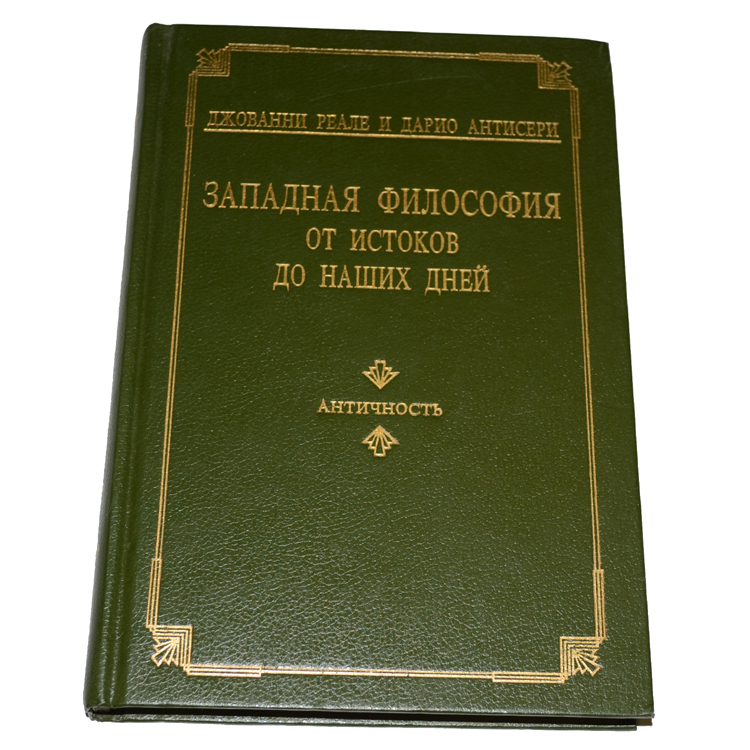 ДЖОВАННИ РЕАЛЕ И ДАРИО АНТИСЕРИ
ЗАПАДНАЯ ФИЛОСОФИЯ
ОТ ИСТОКОВ
ДО НАШИХ ДНЕЙ
АНТИЧНОСТЬ